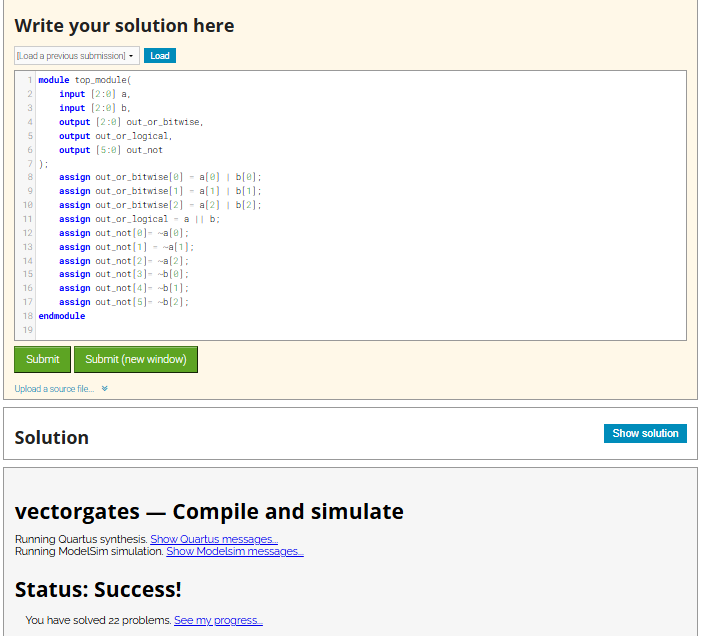 Write your solution here
[Load a previous submission] Load
1 module top_module(
2 input [2:0] a,
3 input [2:0] b,
4 output [2:0] out_or_bitwise,
5 output out_or_logical,
6 output [5:0] out_not
7 );
8 assign out_or_bitwise[0] = a[0] | b[0];
9 assign out_or_bitwise[1] = a[1] | b[1];
10 assign out_or_bitwise[2] = a[2] | b[2];
11 assign out_or_logical = a || b;
12 assign out_not[0]= ~a[0];
13 assign out_not[1] = ~a[1];
14 assign out_not[2]= ~a[2];
15 assign out_not[3]= ~b[0];
16 assign out_not[4]= ~b[1];
17 assign out_not[5]= ~b[2];
18 endmodule
19
Submit Submit (new window)
Upload a source file...
Solution Show solution
vectorgates — Compile and simulate
Running Quartus synthesis. Show Quartus messages...
Running ModelSim simulation. Show Modelsim messages...
Status: Success!
You have solved 22 problems. See my progress...